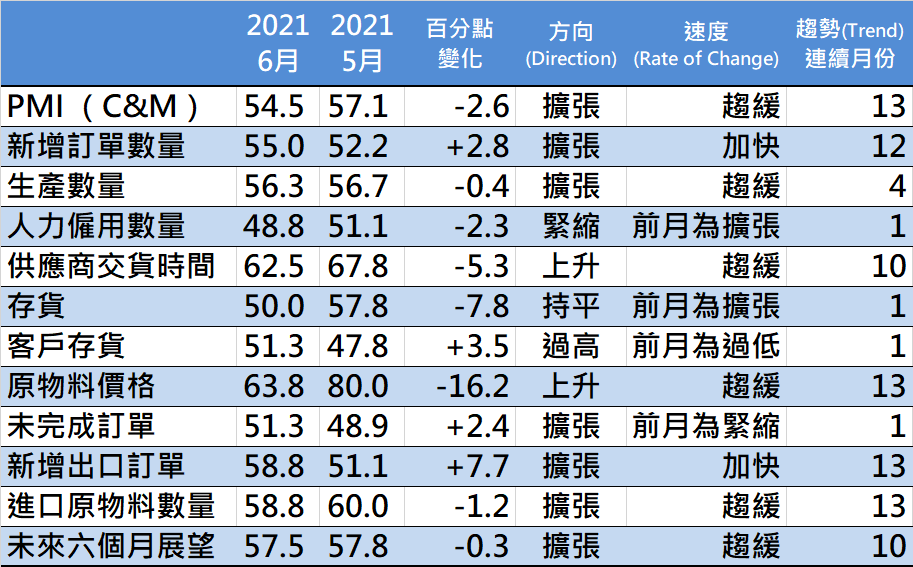 2021 6月 2021 5月 百分點變化 方向(Direction) 速度(Rate of Change) 趨勢(Trend)連續月份
PMI（C&M） 54.5 57.1 -2.6 擴張 趨緩 13
新增訂單數量 55.0 52.2 +2.8 擴張 加快 12
生產數量 56.3 56.7 -0.4 擴張 趨緩 4
人力僱用數量 48.8 51.1 -2.3 緊縮 前月為擴張 1
供應商交貨時間 62.5 67.8 -5.3 上升 趨緩 10
存貨 50.0 57.8 -7.8 持平 前月為擴張 1
客戶存貨 51.3 47.8 +3.5 過高 前月為過低 1
原物料價格 63.8 80.0 -16.2 上升 趨緩 13
未完成訂單 51.3 48.9 +2.4 擴張 前月為緊縮 1
新增出口訂單 58.8 51.1 +7.7 擴張 加快 13
進口原物料數量 58.8 60.0 -1.2 擴張 趨緩 13
未來六個月展望 57.5 57.8 -0.3 擴張 趨緩 10